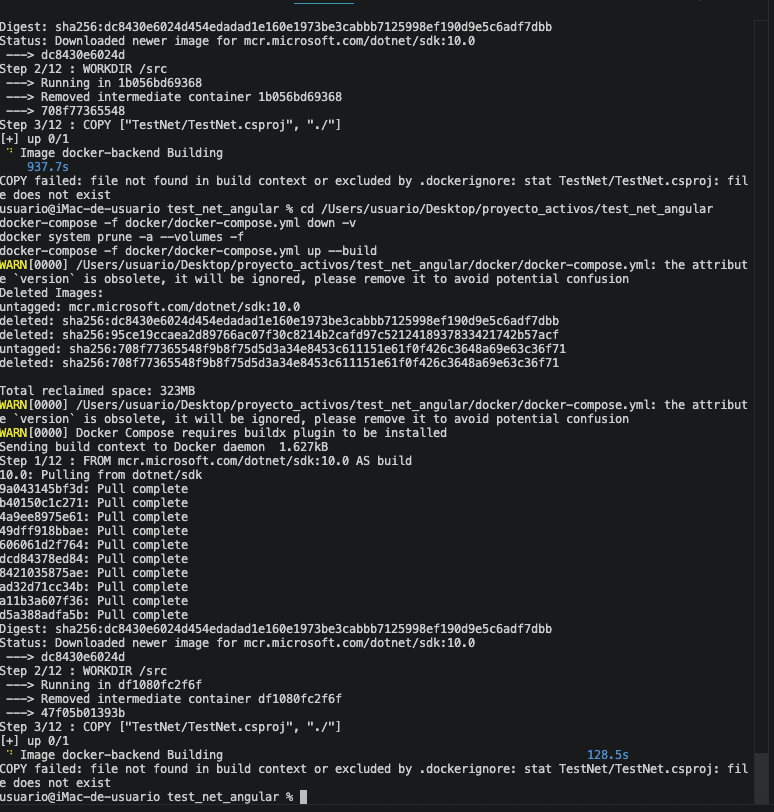 Digest: sha256:dc8430e6024d454edadad1e160e1973be3cabbb7125998ef190d9e5c6adf7dbb
Status: Downloaded newer image for mcr.microsoft.com/dotnet/sdk:10.0
---> dc8430e6024d
Step 2/12 : WORKDIR /src
---> Running in 1b056bd69368
---> Removed intermediate container 1b056bd69368
---> 708f77365548
Step 3/12 : COPY ["TestNet/TestNet.csproj", "./"]
[+] up 0/1
⠙ Image docker-backend Building
937.7s
COPY failed: file not found in build context or excluded by .dockerignore: stat TestNet/TestNet.csproj: fil
e does not exist
usuario@iMac-de-usuario test_net_angular % cd /Users/usuario/Desktop/proyecto_activos/test_net_angular
docker-compose -f docker/docker-compose.yml down -v
docker system prune -a --volumes -f
docker-compose -f docker/docker-compose.yml up --build
WARN[0000] /Users/usuario/Desktop/proyecto_activos/test_net_angular/docker/docker-compose.yml: the attribut
e `version` is obsolete, it will be ignored, please remove it to avoid potential confusion
Deleted Images:
untagged: mcr.microsoft.com/dotnet/sdk:10.0
deleted: sha256:dc8430e6024d454edadad1e160e1973be3cabbb7125998ef190d9e5c6adf7dbb
deleted: sha256:95ce19ccaea2d89766ac07f30c8214b2cafd97c5212418937833421742b57acf
untagged: sha256:708f77365548f9b8f75d5d3a34e8453c611151e61f0f426c3648a69e63c36f71
deleted: sha256:708f77365548f9b8f75d5d3a34e8453c611151e61f0f426c3648a69e63c36f71
Total reclaimed space: 323MB
WARN[0000] /Users/usuario/Desktop/proyecto_activos/test_net_angular/docker/docker-compose.yml: the attribut
e `version` is obsolete, it will be ignored, please remove it to avoid potential confusion
WARN[0000] Docker Compose requires buildx plugin to be installed
Sending build context to Docker daemon  1.627kB
Step 1/12 : FROM mcr.microsoft.com/dotnet/sdk:10.0 AS build
10.0: Pulling from dotnet/sdk
9a043145bf3d: Pull complete
b40150c1c271: Pull complete
4a9ee8975e61: Pull complete
49dff918bbae: Pull complete
606061d2f764: Pull complete
dcd84378ed84: Pull complete
8421035875ae: Pull complete
ad32d71cc34b: Pull complete
a11b3a607f36: Pull complete
d5a388adfa5b: Pull complete
Digest: sha256:dc8430e6024d454edadad1e160e1973be3cabbb7125998ef190d9e5c6adf7dbb
Status: Downloaded newer image for mcr.microsoft.com/dotnet/sdk:10.0
---> dc8430e6024d
Step 2/12 : WORKDIR /src
---> Running in df1080fc2f6f
---> Removed intermediate container df1080fc2f6f
---> 47f05b01393b
Step 3/12 : COPY ["TestNet/TestNet.csproj", "./"]
[+] up 0/1
⠙ Image docker-backend Building 128.5s
COPY failed: file not found in build context or excluded by .dockerignore: stat TestNet/TestNet.csproj: fil
e does not exist
usuario@iMac-de-usuario test_net_angular %